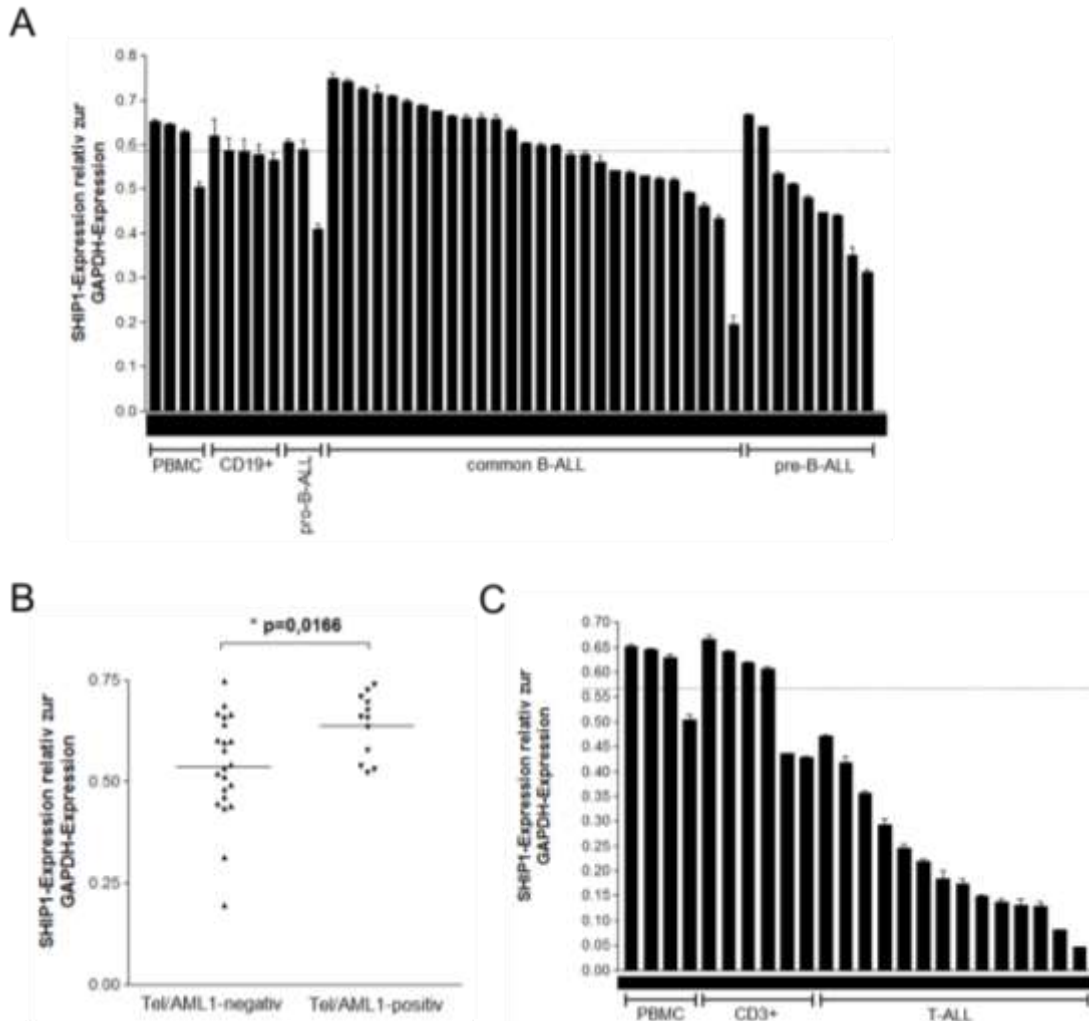 A
SHIP1-Expression relativ zur
GAPDH-Expression
0.8
0.7
0.6
0.5
0.4
0.3
0.2
0.1
0.0
PBMC
CD19+
pro-B-ALL
common B-ALL
pre-B-ALL
B
* p=0,0166
SHIP1-Expression relativ zur
GAPDH-Expression
0.75
0.50
0.25
0.00
Tel/AML1-negativ
Tel/AML1-positiv
C
SHIP1-Expression relativ zur
GAPDH-Expression
0.70
0.65
0.60
0.55
0.50
0.45
0.40
0.35
0.30
0.25
0.20
0.15
0.10
0.05
0.00
PBMC
CD3+
T-ALL